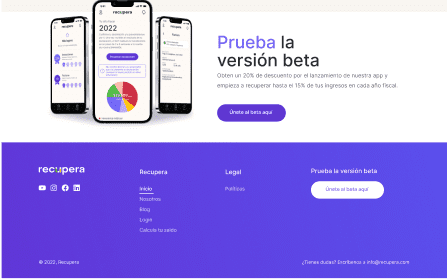 recupera
2022
Prueba la
versión beta
Obten un 20% de descuento por el lanzamiento de nuestra app y
empieza a recuperar hasta el 15% de tus ingresos en cada año fiscal.
Únete al beta aquí
recupera
Recupera
Inicio
Nosotros
Blog
Login
Calcula tu saldo
Legal
Políticas
Prueba la versión beta
Únete al beta aquí
© 2022, Recupera
¿Tienes dudas? Escríbenos a info@recupera.com